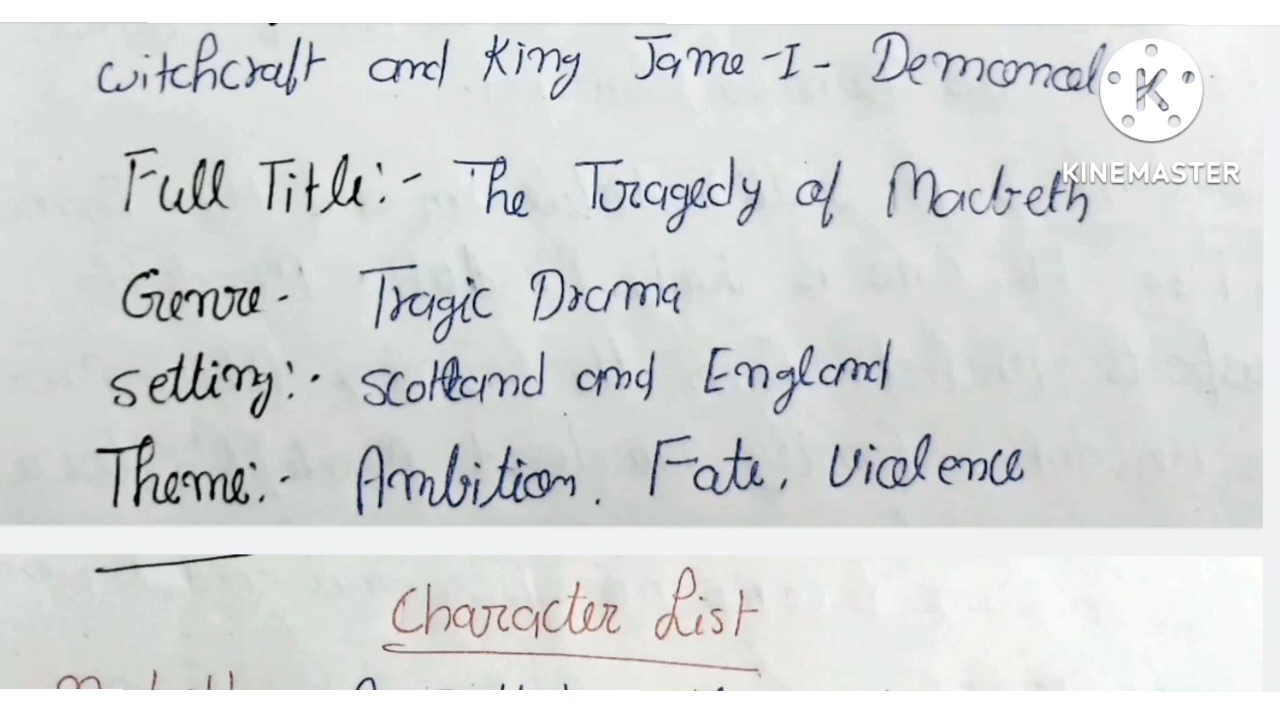 witchcraft and King Jame -I- Demonol
K
KINEMASTER
Full Title:- The Tragedy of Macbeth
Genre- Tragic Drama
Setting:- Scotland and England
Theme:- Ambition. Fate, Violence
Character List